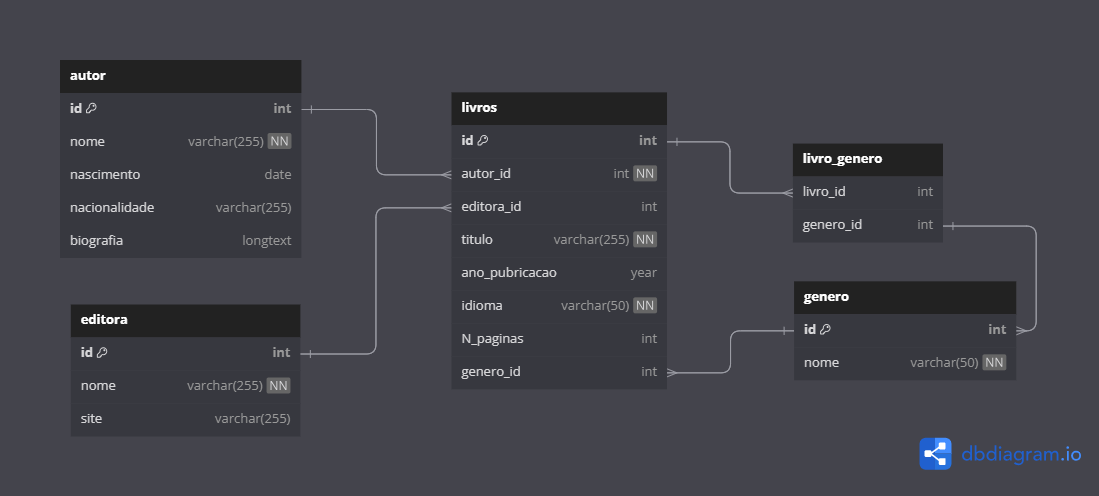 autor
id int
nome varchar(255) NN
nascimento date
nacionalidade varchar(255)
biografia longtext
editora
id int
nome varchar(255) NN
site varchar(255)
livros
id int
autor_id int NN
editora_id int
titulo varchar(255) NN
ano_pubricacao year
idioma varchar(50) NN
N_paginas int
genero_id int
livro_genero
livro_id int
genero_id int
genero
id int
nome varchar(50) NN
dbdiagram.io